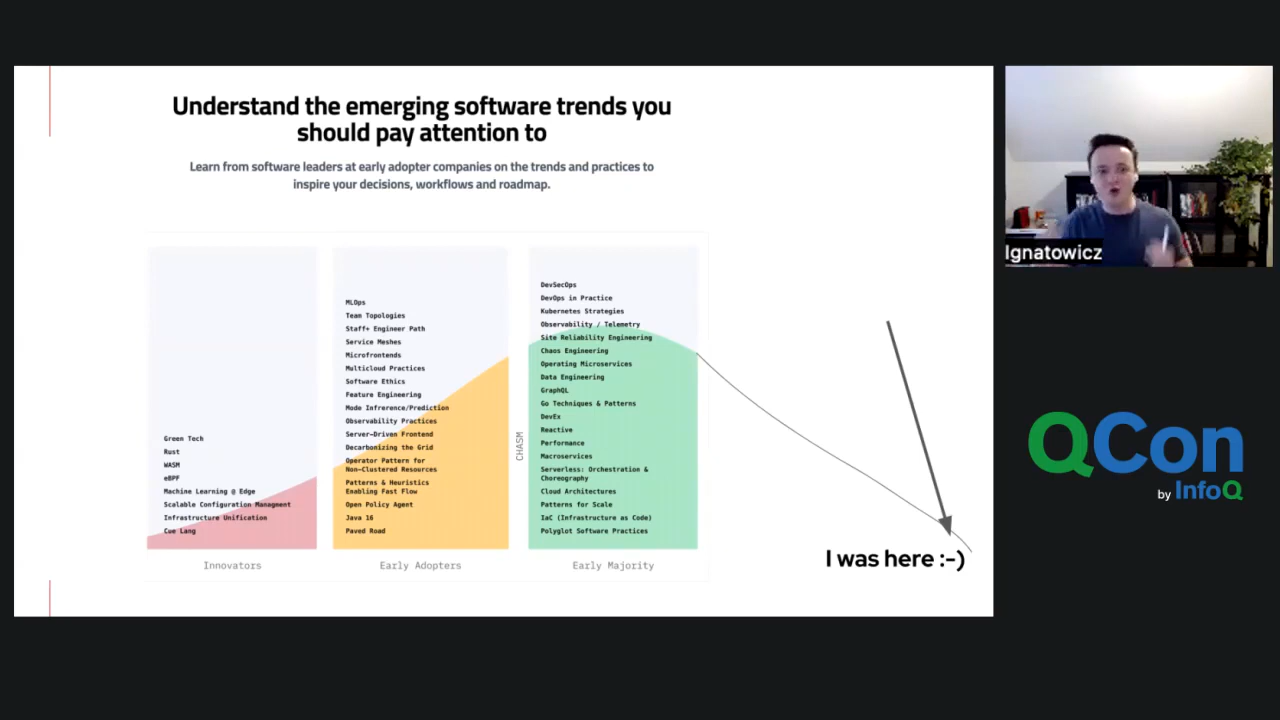 Understand the emerging software trends you
should pay attention to
Learn from software leaders at early adopter companies on the trends and practices to
inspire your decisions, workflows and roadmap.
Green Tech
Rust
WASM
eBPF
Machine Learning @ Edge
Scalable Configuration Managment
Infrastructure Unification
Cue Lang
Innovators
MLOps
Team Topologies
Staff+ Engineer Path
Service Meshes
Microfrontends
Multicloud Practices
Software Ethics
Feature Engineering
Mode Infrerence/Prediction
Observability Practices
Server-Driven Frontend
Decarbonizing the Grid
Operator Pattern for
Non-Clustered Resources
Patterns & Heuristics
Enabling Fast Flow
Open Policy Agent
Java 16
Paved Road
Early Adopters
CHASM
DevSecOps
DevOps in Practice
Kubernetes Strategies
Observability / Telemetry
Site Reliability Engineering
Chaos Engineering
Operating Microservices
Data Engineering
GraphQL
Go Techniques & Patterns
DevEx
Reactive
Performance
Macroservices
Serverless: Orchestration &
Choreography
Cloud Architectures
Patterns for Scale
IaC (Infrastructure as Code)
Polyglot Software Practices
Early Majority
I was here :-)
Ignatowicz
QCon
by InfoQ